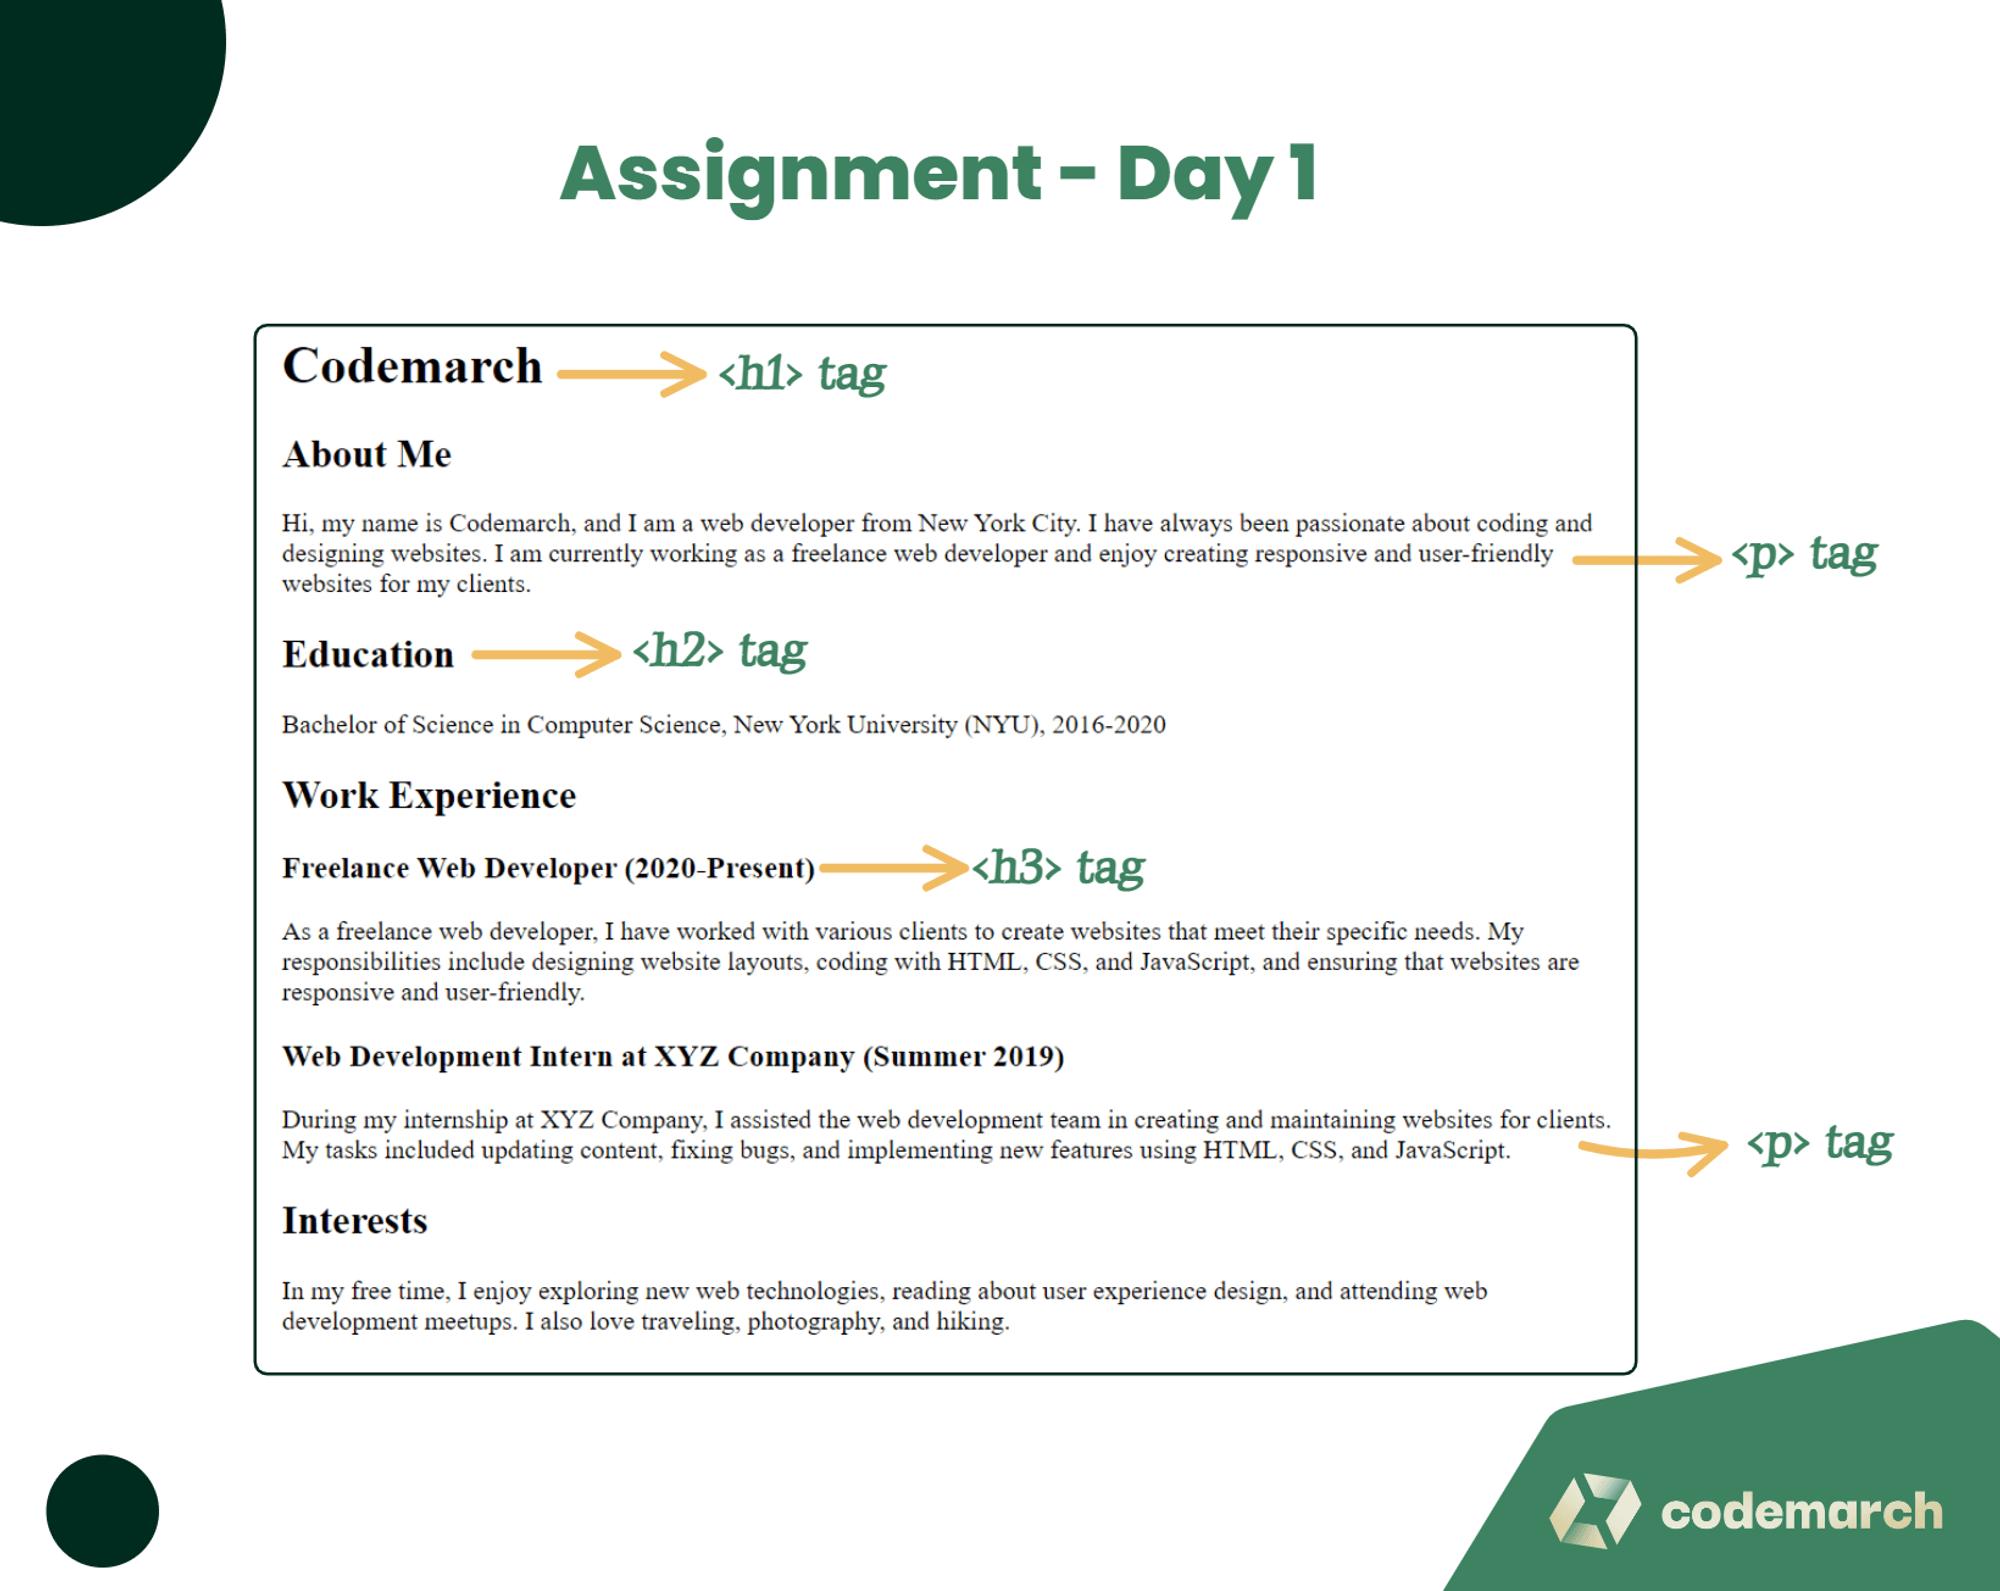 Assignment - Day 1
Codemarch
<h1> tag
About Me
Hi, my name is Codemarch, and I am a web developer from New York City. I have always been passionate about coding and
designing websites. I am currently working as a freelance web developer and enjoy creating responsive and user-friendly
websites for my clients.
<p> tag
Education
<h2> tag
Bachelor of Science in Computer Science, New York University (NYU), 2016-2020
Work Experience
Freelance Web Developer (2020-Present)
<h3> tag
As a freelance web developer, I have worked with various clients to create websites that meet their specific needs. My
responsibilities include designing website layouts, coding with HTML, CSS, and JavaScript, and ensuring that websites are
responsive and user-friendly.
Web Development Intern at XYZ Company (Summer 2019)
During my internship at XYZ Company, I assisted the web development team in creating and maintaining websites for clients.
My tasks included updating content, fixing bugs, and implementing new features using HTML, CSS, and JavaScript.
<p> tag
Interests
In my free time, I enjoy exploring new web technologies, reading about user experience design, and attending web
development meetups. I also love traveling, photography, and hiking.
codemarch